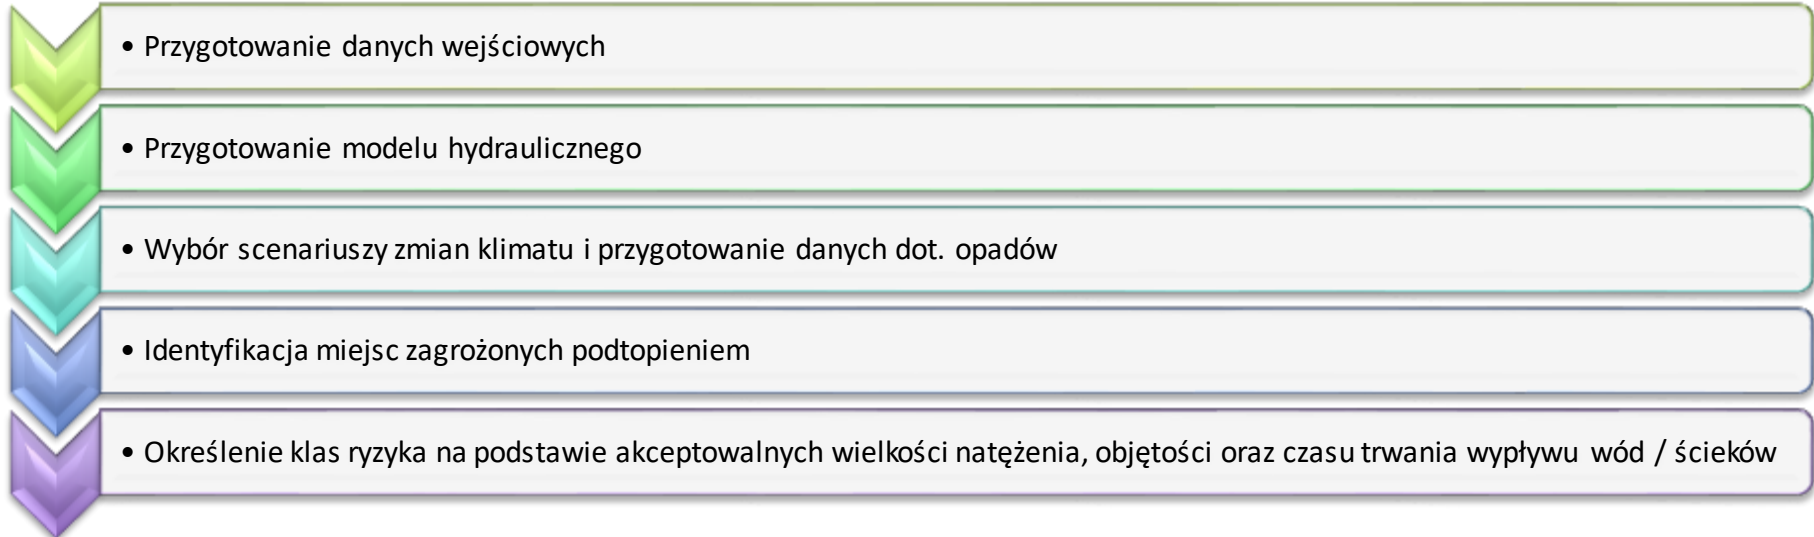 • Przygotowanie danych wejściowych
• Przygotowanie modelu hydraulicznego
• Wybór scenariuszy zmian klimatu i przygotowanie danych dot. opadów
• Identyfikacja miejsc zagrożonych podtopieniem
• Określenie klas ryzyka na podstawie akceptowalnych wielkości natężenia, objętości oraz czasu trwania wypływu wód / ścieków